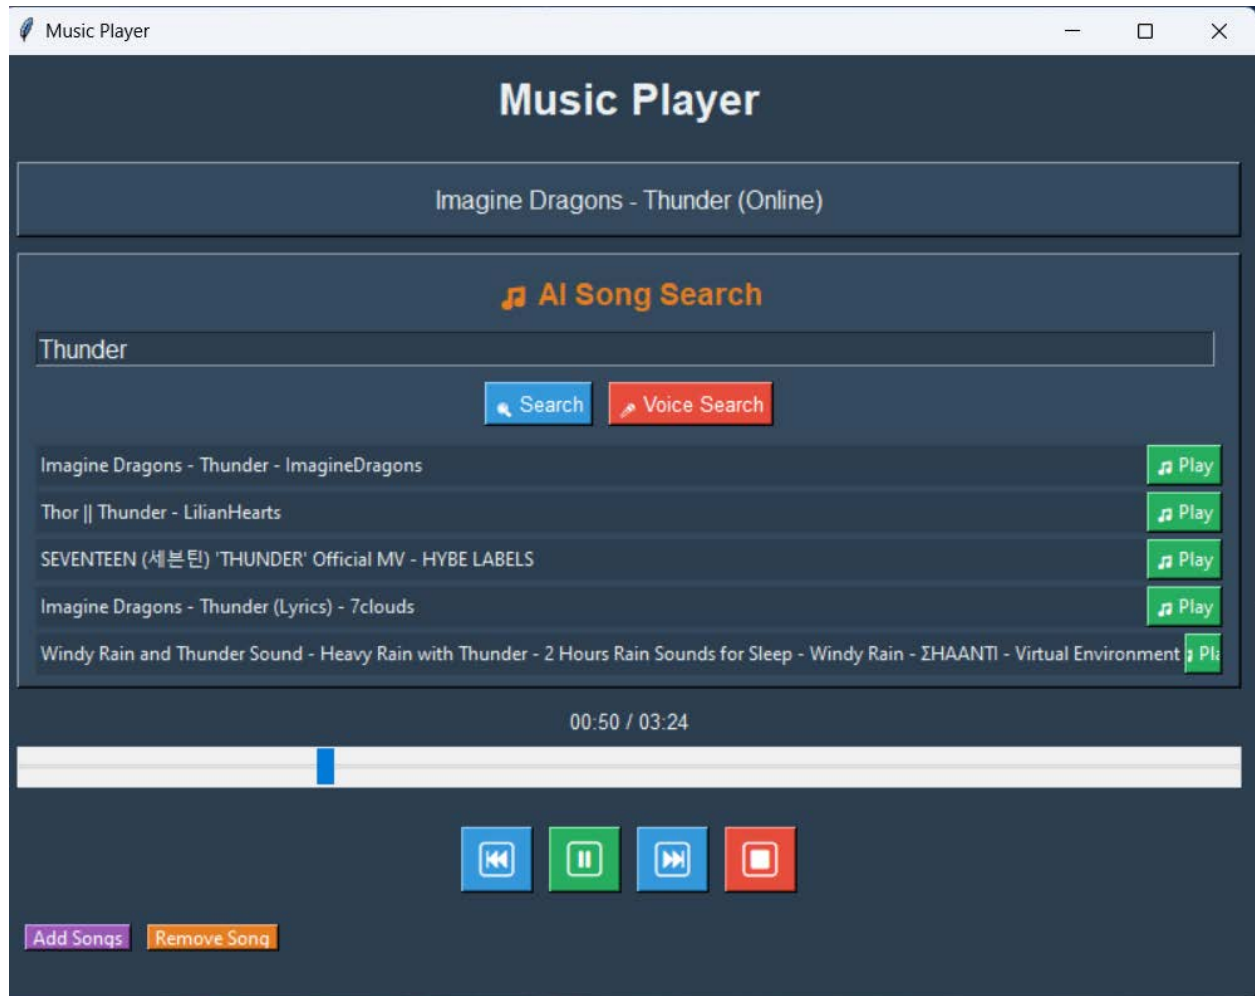 Music Player
Music Player
Imagine Dragons - Thunder (Online)
AI Song Search
Thunder
Search Voice Search
Imagine Dragons - Thunder - ImagineDragons Play
Thor || Thunder - LilianHearts Play
SEVENTEEN (세븐틴) 'THUNDER' Official MV - HYBE LABELS Play
Imagine Dragons - Thunder (Lyrics) - 7clouds Play
Windy Rain and Thunder Sound - Heavy Rain with Thunder - 2 Hours Rain Sounds for Sleep - Windy Rain - ΣHAANTI - Virtual Environment Pla
00:50 / 03:24
Add Songs Remove Song